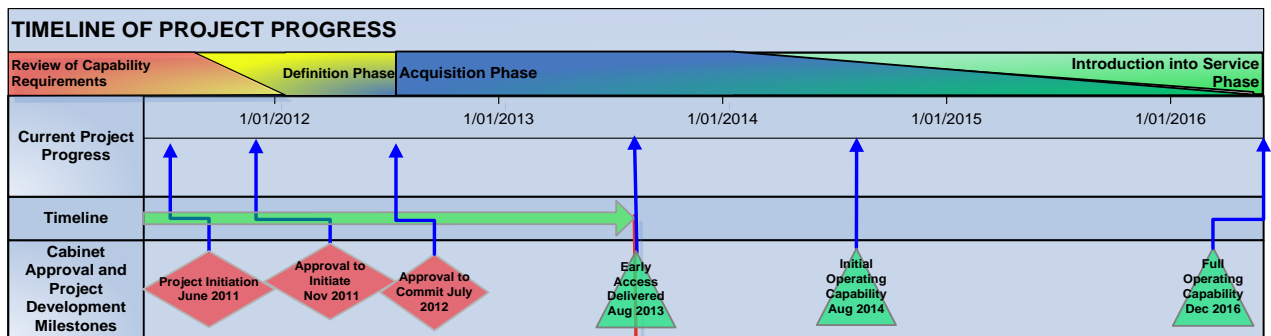 TIMELINE OF PROJECT PROGRESS
Review of Capability
Requirements
Definition Phase
Acquisition Phase
Introduction into Service
Phase
1/01/2012
1/01/2013
1/01/2014
1/01/2015
1/01/2016
Current Project
Progress
Timeline
Cabinet
Approval and
Project
Development
Milestones
Project Initiation
June 2011
Approval to
Initiate
Nov 2011
Approval to
Commit July
2012
Early
Access
Delivered
Aug 2013
Initial
Operating
Capability
Aug 2014
Full
Operating
Capability
Dec 2016